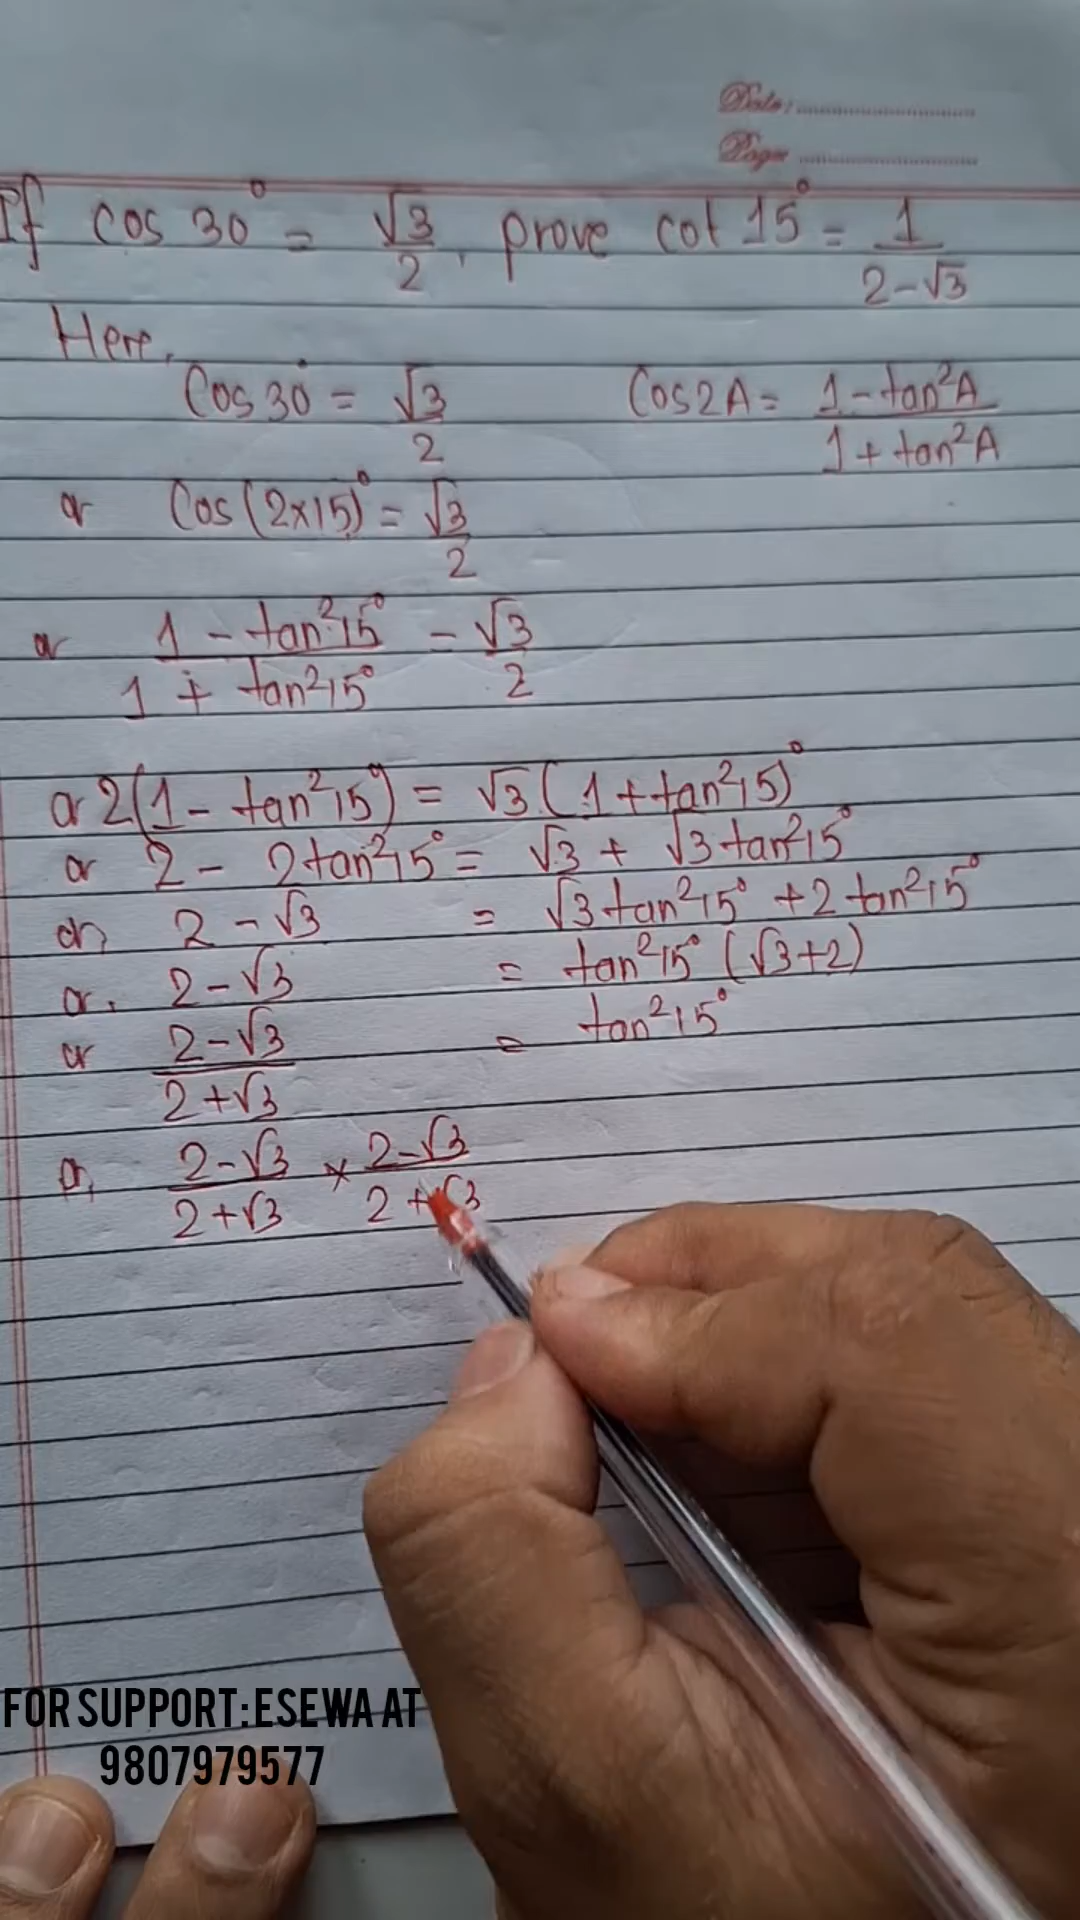 Date:
Page
If cos 30° = √3/2, prove cot 15° = 1/(2-√3)
Here,
Cos 30° = √3/2
Cos2A = (1-tan²A)/(1+tan²A)
or Cos(2×15)° = √3/2
or (1 - tan²15°)/(1 + tan²15°) = √3/2
or 2(1 - tan²15°) = √3(1+tan²15)°
or 2 - 2tan²15° = √3 + √3tan²15°
or, 2 - √3 = √3tan²15° + 2tan²15°
or, 2-√3 = tan²15° (√3+2)
or (2-√3)/(2+√3) = tan²15°
or, (2-√3)/(2+√3) × (2-√3)/(2+√3)
FOR SUPPORT: ESEWA AT
9807979577